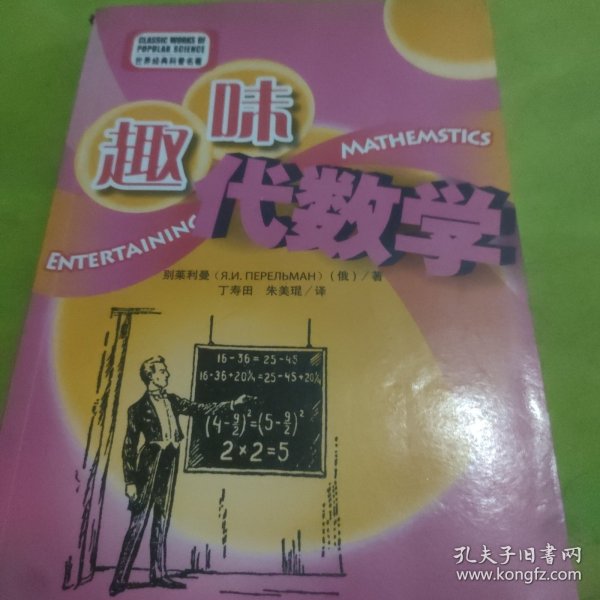 CLASSIC WORKS OF
POPULAR SCIENCE
世界经典科普名著
趣味
MATHEMSTICS
代数学
ENTERTAINING
别莱利曼（Я.И. ПЕРЕЛЬМАН）（俄）/著
丁寿田 朱美琨/译
16-36=25-45
16-36+20¼=25-45+20¼
(4-9/2)²=(5-9/2)²
2×2=5
孔夫子旧书网
www.kongfz.com